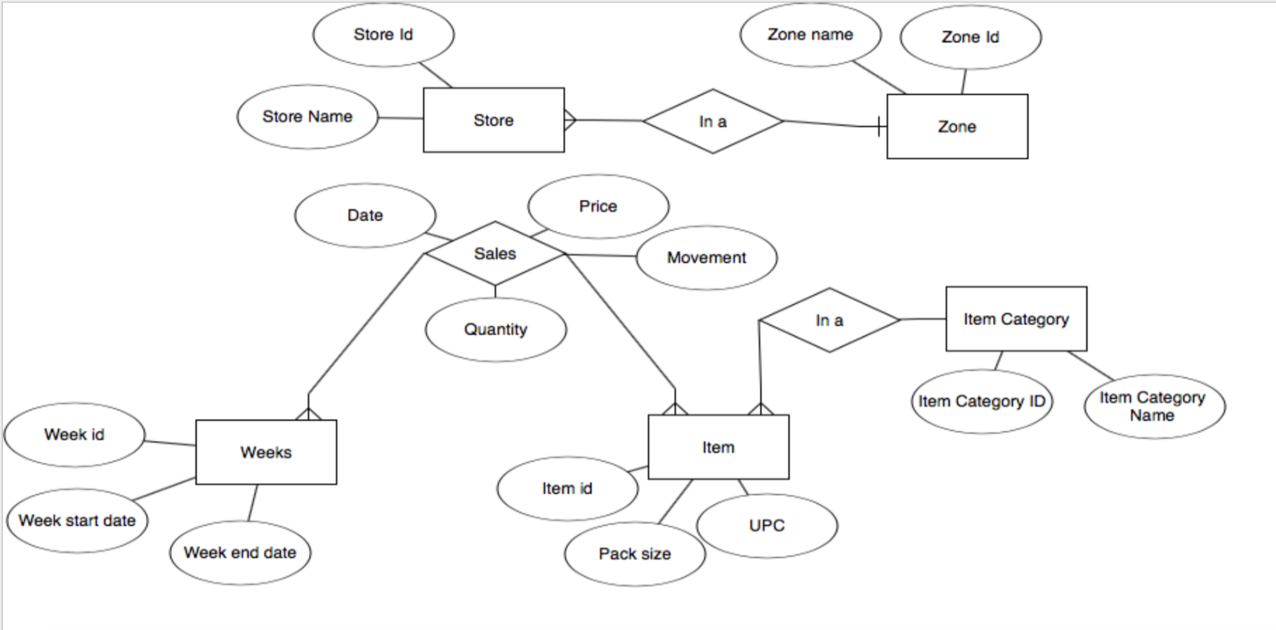 Store Id
Zone name
Zone Id
Store Name
Store
In a
Zone
Date
Price
Sales
Movement
Quantity
In a
Item Category
Item Category ID
Item Category
Name
Week id
Weeks
Item
Item id
Week start date
UPC
Week end date
Pack size